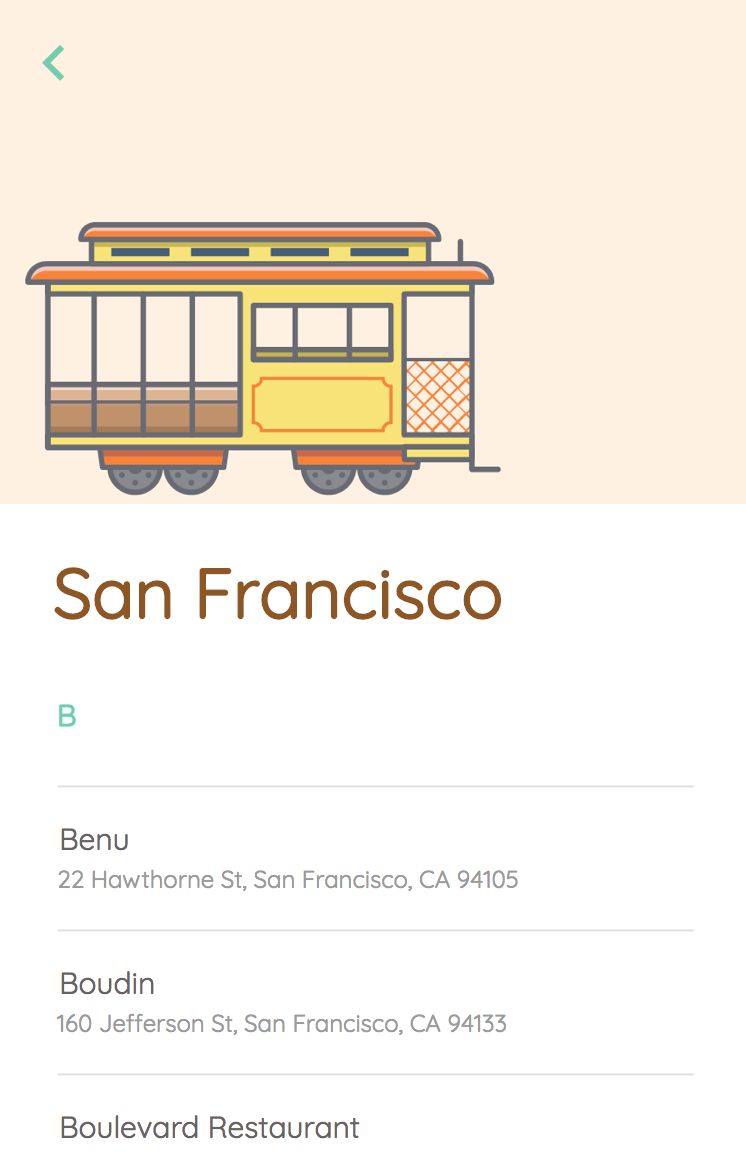 San Francisco
B
Benu
22 Hawthorne St, San Francisco, CA 94105
Boudin
160 Jefferson St, San Francisco, CA 94133
Boulevard Restaurant